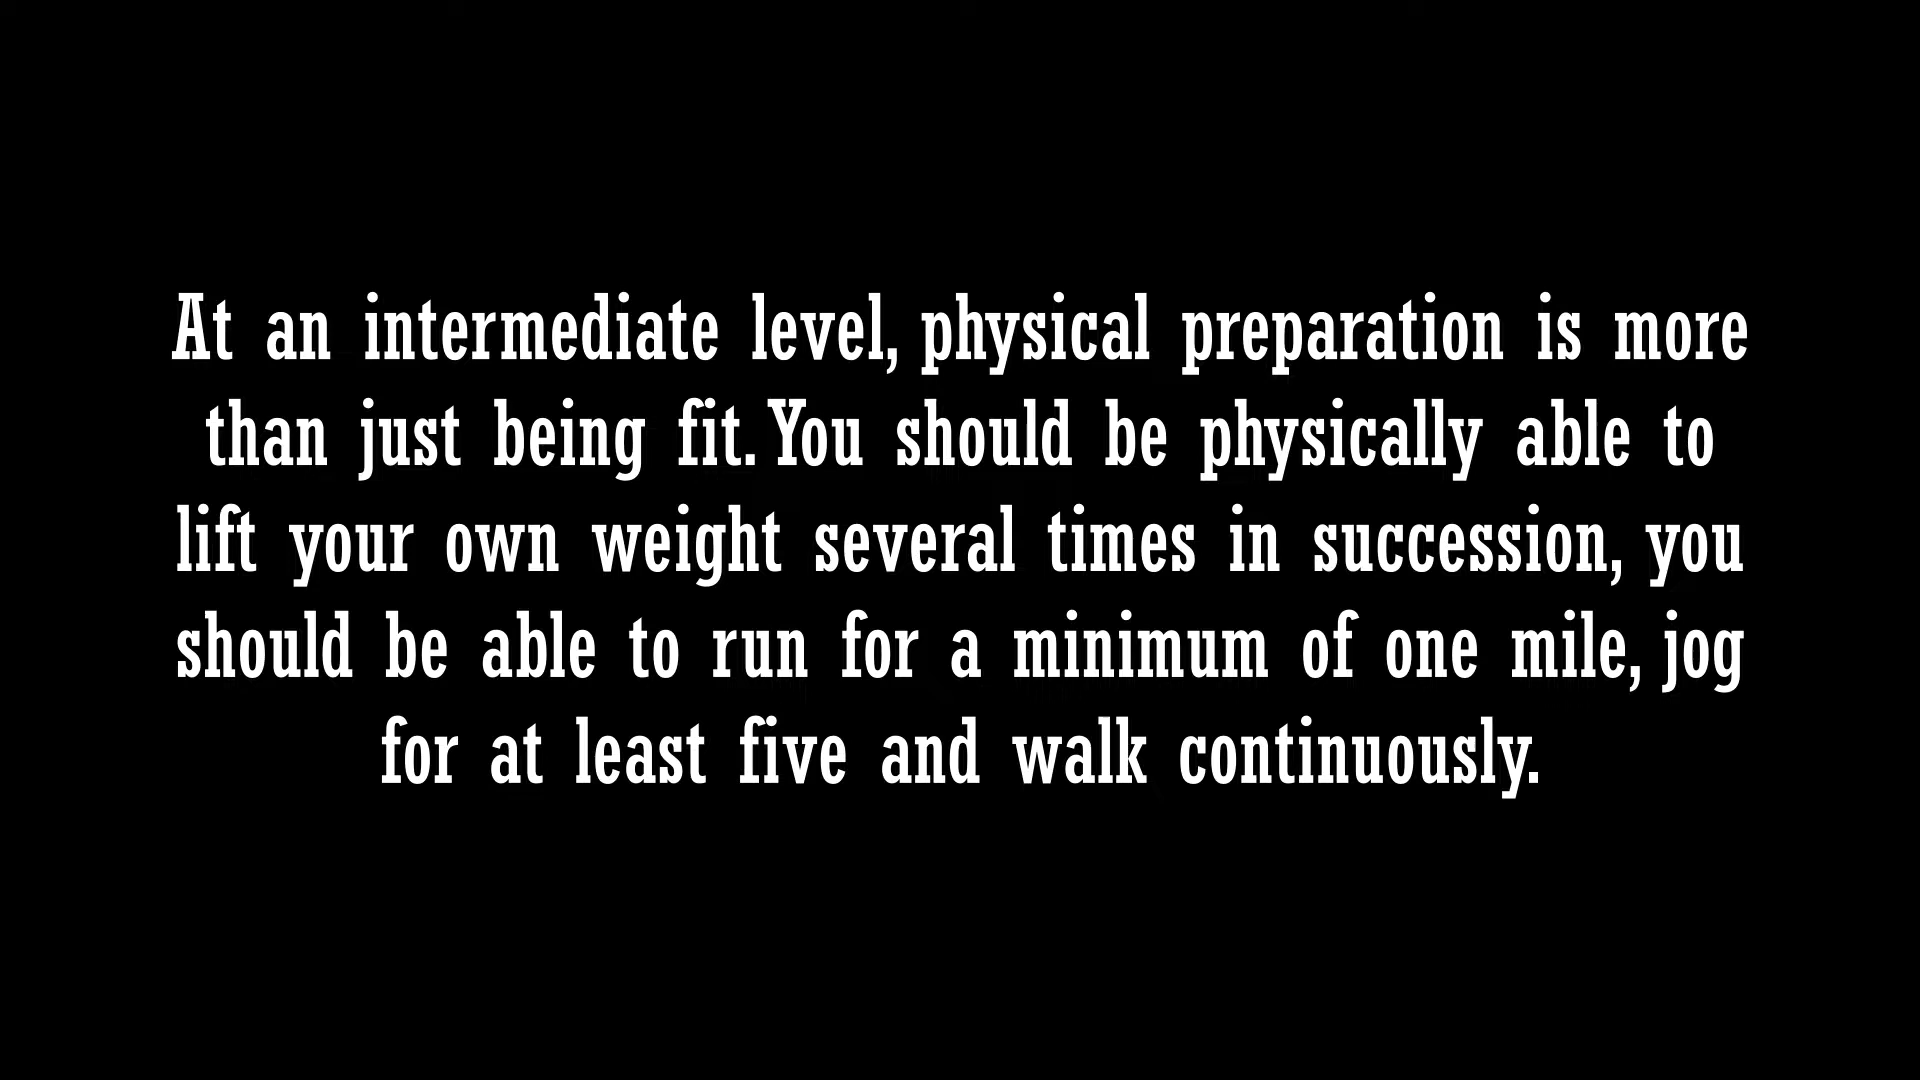 At an intermediate level, physical preparation is more
than just being fit. You should be physically able to
lift your own weight several times in succession, you
should be able to run for a minimum of one mile, jog
for at least five and walk continuously.